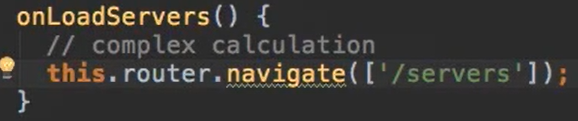 onLoadServers() {
// complex calculation
this.router.navigate(['/servers']);
}